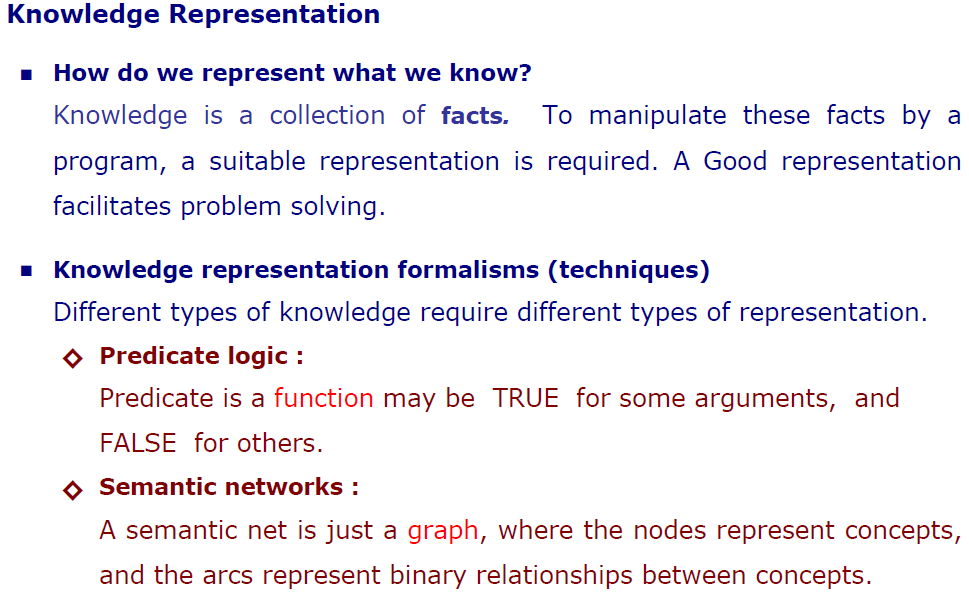 Knowledge Representation
▪ How do we represent what we know?
Knowledge is a collection of facts. To manipulate these facts by a
program, a suitable representation is required. A Good representation
facilitates problem solving.
▪ Knowledge representation formalisms (techniques)
Different types of knowledge require different types of representation.
◇ Predicate logic :
Predicate is a function may be TRUE for some arguments, and
FALSE for others.
◇ Semantic networks :
A semantic net is just a graph, where the nodes represent concepts,
and the arcs represent binary relationships between concepts.